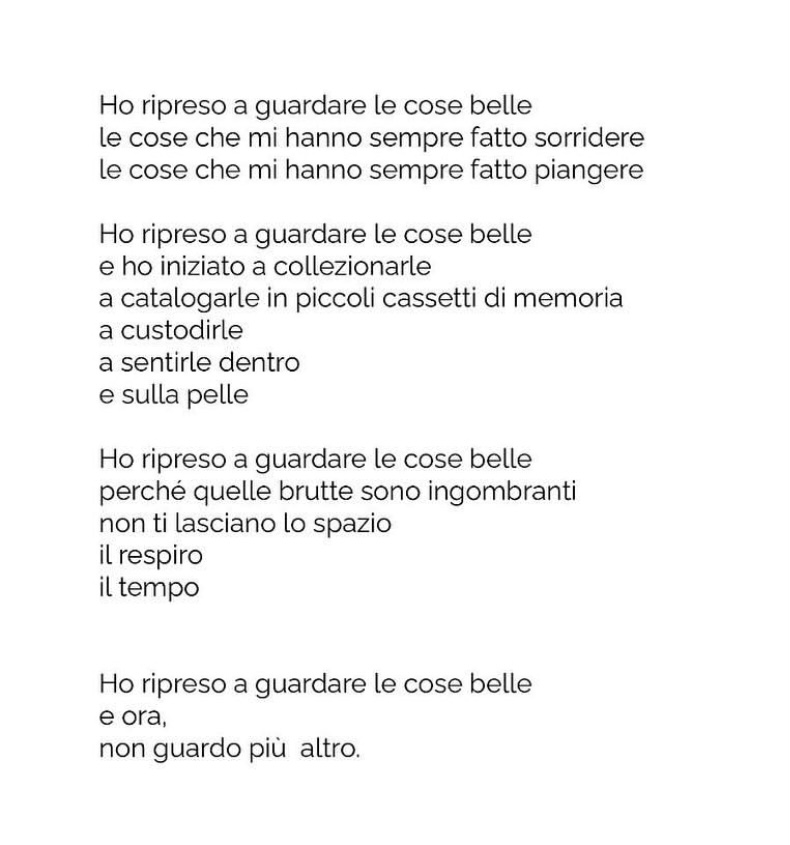 Ho ripreso a guardare le cose belle
le cose che mi hanno sempre fatto sorridere
le cose che mi hanno sempre fatto piangere
Ho ripreso a guardare le cose belle
e ho iniziato a collezionarle
a catalogarle in piccoli cassetti di memoria
a custodirle
a sentirle dentro
e sulla pelle
Ho ripreso a guardare le cose belle
perché quelle brutte sono ingombranti
non ti lasciano lo spazio
il respiro
il tempo
Ho ripreso a guardare le cose belle
e ora,
non guardo più  altro.